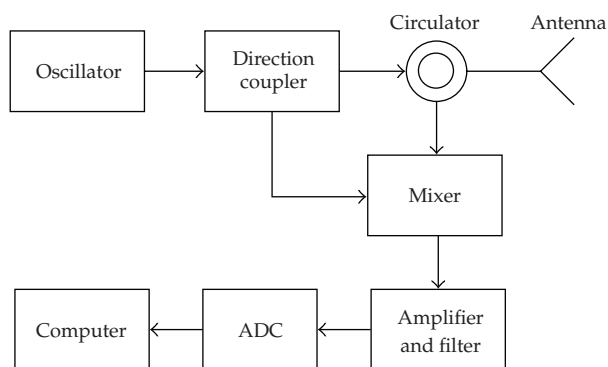 Circulator
Antenna
Oscillator
Direction
coupler
Mixer
Computer
ADC
Amplifier
and filter